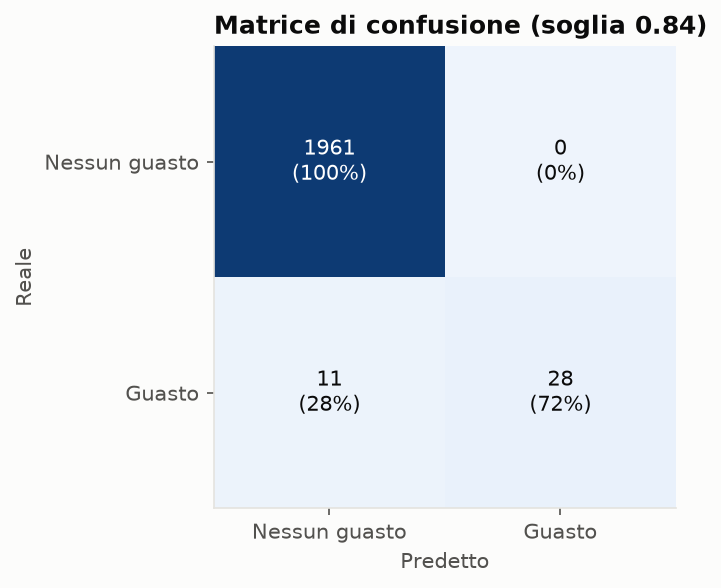 Matrice di confusione (soglia 0.84)
Reale
Nessun guasto
1961
(100%)
0
(0%)
Guasto
11
(28%)
28
(72%)
Nessun guasto
Guasto
Predetto